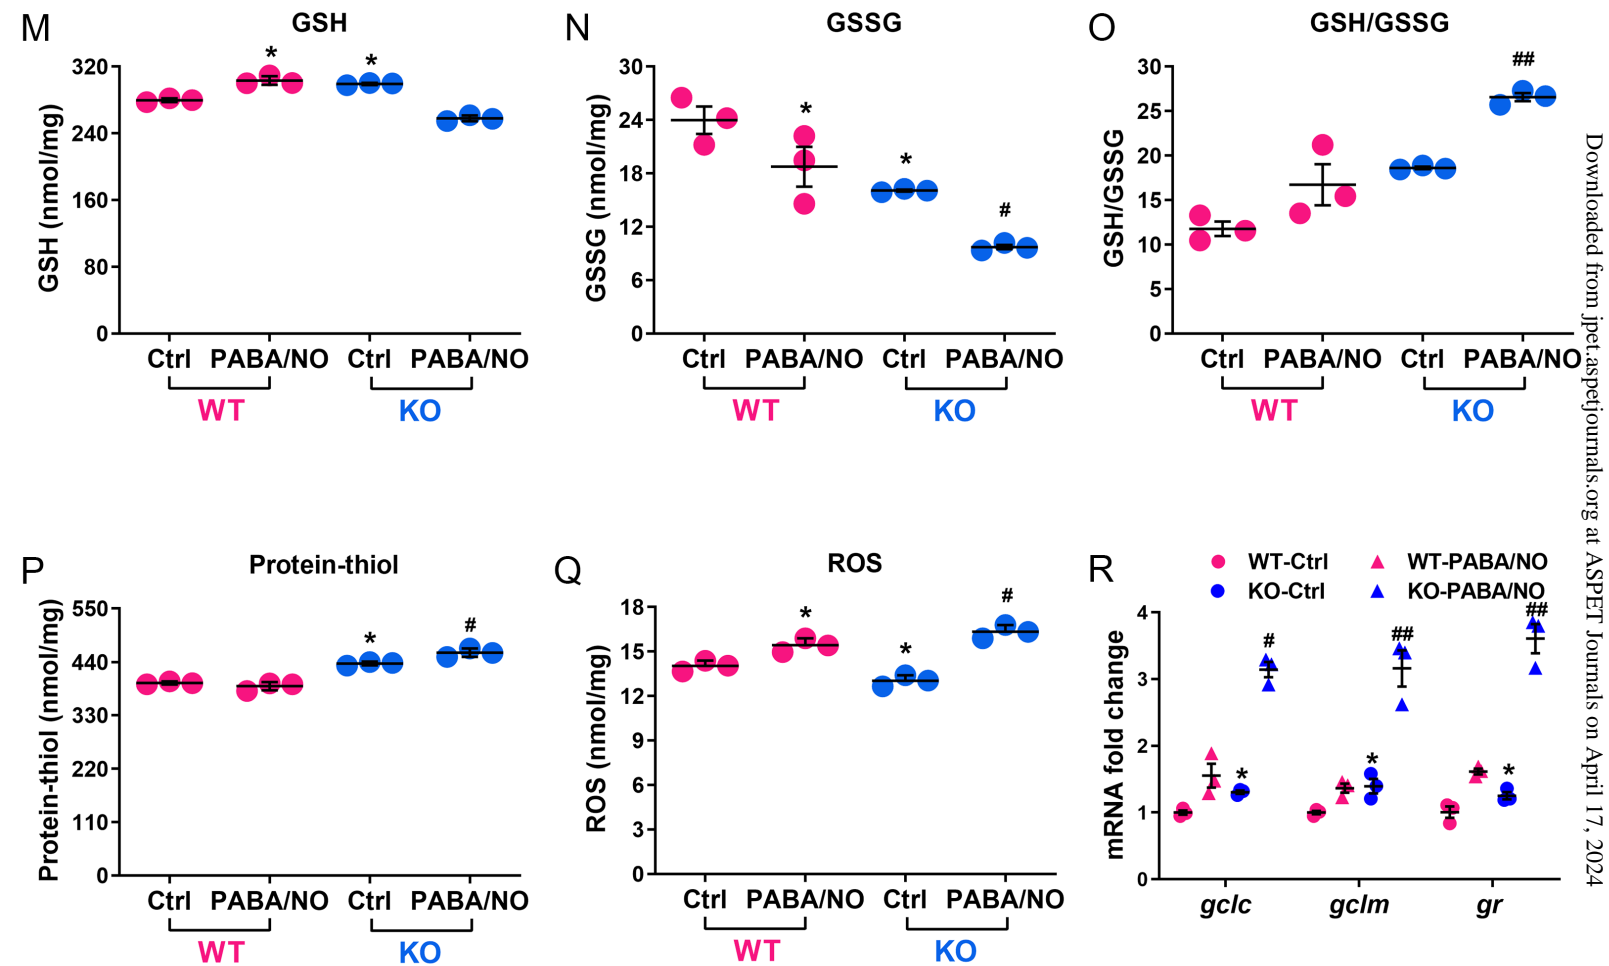 M
GSH
GSH (nmol/mg)
320
240
160
80
0
*
*
Ctrl PABA/NO Ctrl PABA/NO
WT KO
N
GSSG
GSSG (nmol/mg)
30
24
18
12
6
0
*
*
#
Ctrl PABA/NO Ctrl PABA/NO
WT KO
O
GSH/GSSG
GSH/GSSG
30
25
20
15
10
5
0
##
Ctrl PABA/NO Ctrl PABA/NO
WT KO
P
Protein-thiol
Protein-thiol (nmol/mg)
550
440
330
220
110
0
*
#
Ctrl PABA/NO Ctrl PABA/NO
WT KO
Q
ROS
ROS (nmol/mg)
18
15
12
9
6
3
0
*
*
#
Ctrl PABA/NO Ctrl PABA/NO
WT KO
R
WT-Ctrl WT-PABA/NO
KO-Ctrl KO-PABA/NO
mRNA fold change
4
3
2
1
0
*
#
*
##
*
##
gclc gclm gr
Downloaded from jpet.aspetjournals.org at ASPET Journals on April 17, 2024